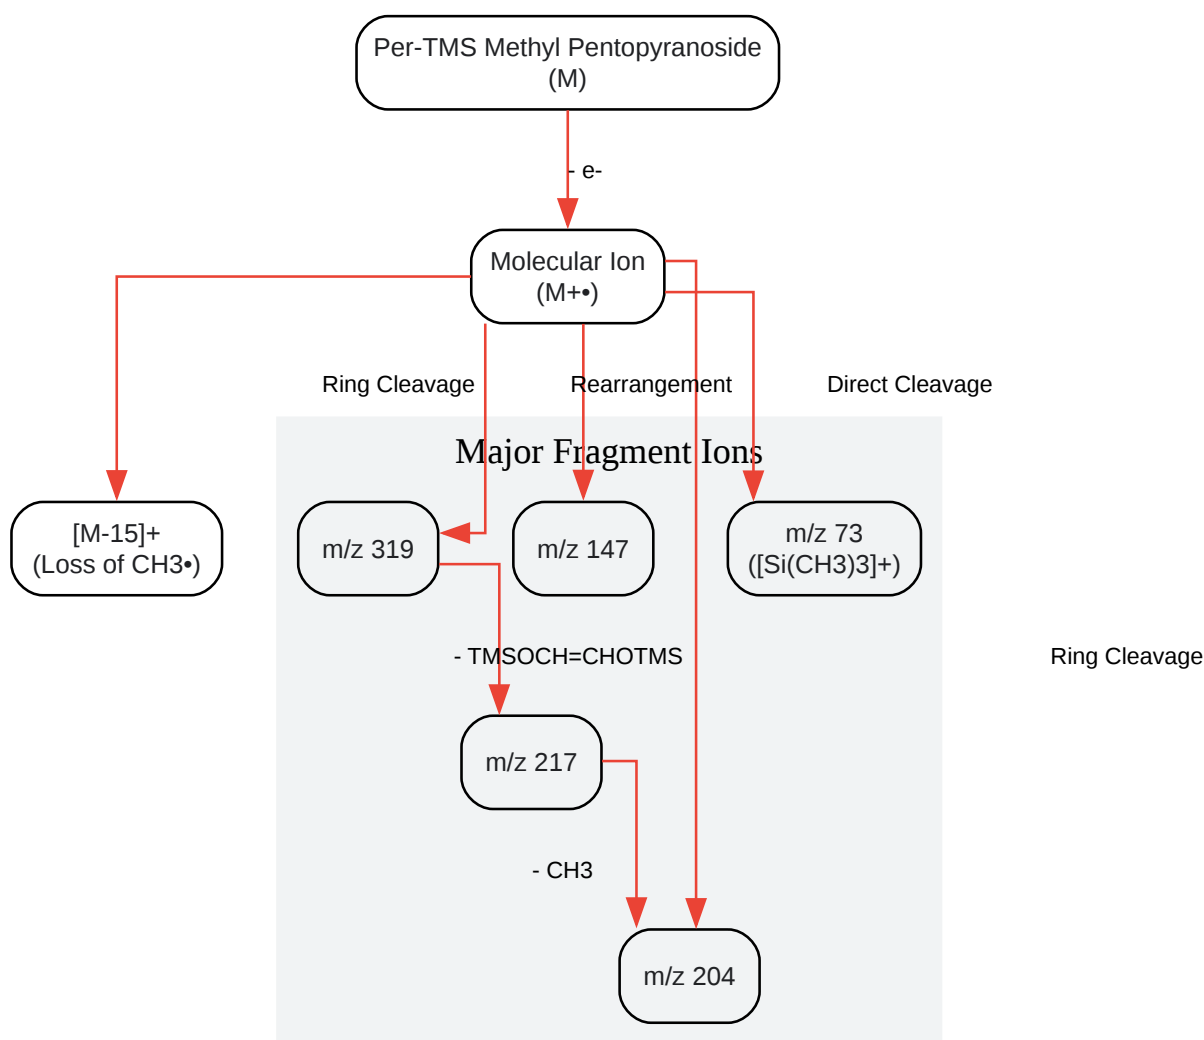 Per-TMS Methyl Pentopyranoside
(M)
- e-
Molecular Ion
(M+•)
Ring Cleavage
Rearrangement
Direct Cleavage
Major Fragment Ions
[M-15]+
(Loss of CH3•)
m/z 319
m/z 147
m/z 73
([Si(CH3)3]+)
- TMSOCH=CHOTMS
Ring Cleavage
m/z 217
- CH3
m/z 204